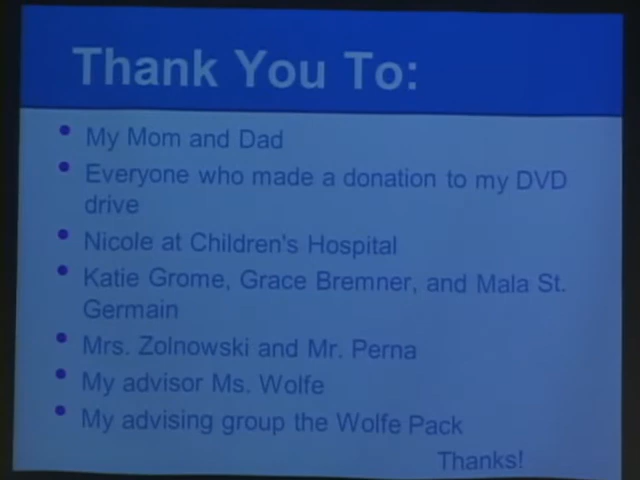 Thank You To:
• My Mom and Dad
• Everyone who made a donation to my DVD
drive
• Nicole at Children's Hospital
• Katie Grome, Grace Bremner, and Mala St.
Germain
• Mrs. Zolnowski and Mr. Perna
• My advisor Ms. Wolfe
• My advising group the Wolfe Pack
Thanks!